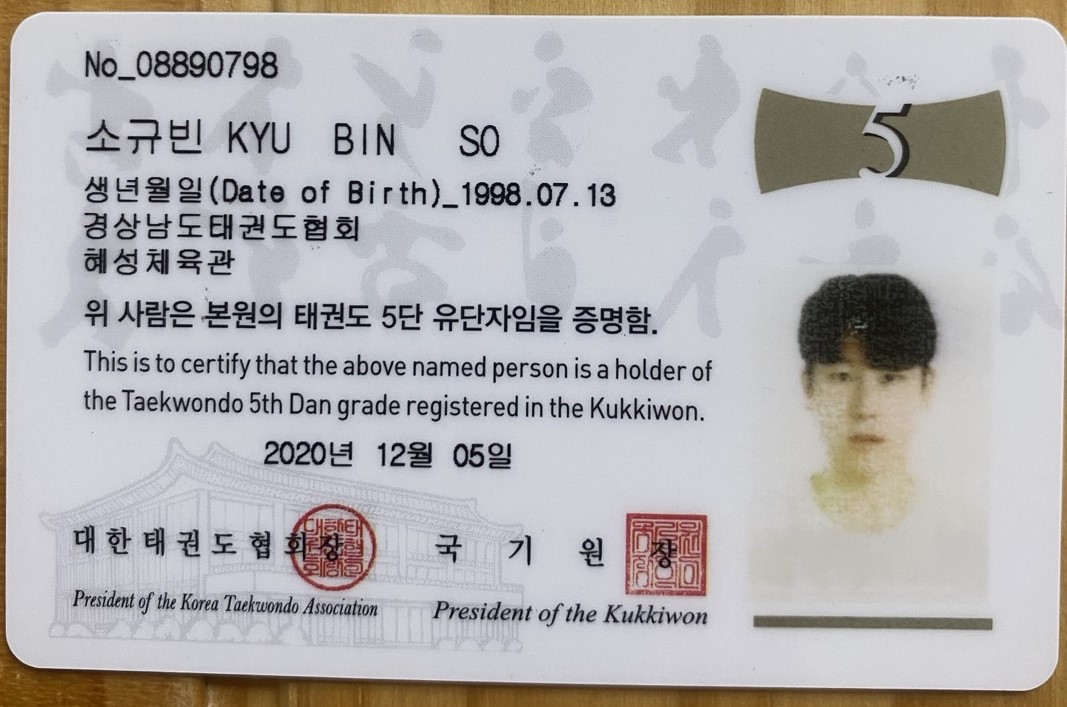 No_08890798
5
소규빈 KYU BIN SO
생년월일(Date of Birth)_1998.07.13
경상남도태권도협회
혜성체육관
위 사람은 본원의 태권도 5단 유단자임을 증명함.
This is to certify that the above named person is a holder of
the Taekwondo 5th Dan grade registered in the Kukkiwon.
2020년 12월 05일
대한태권도협회장
President of the Korea Taekwondo Association
국 기 원 장
President of the Kukkiwon